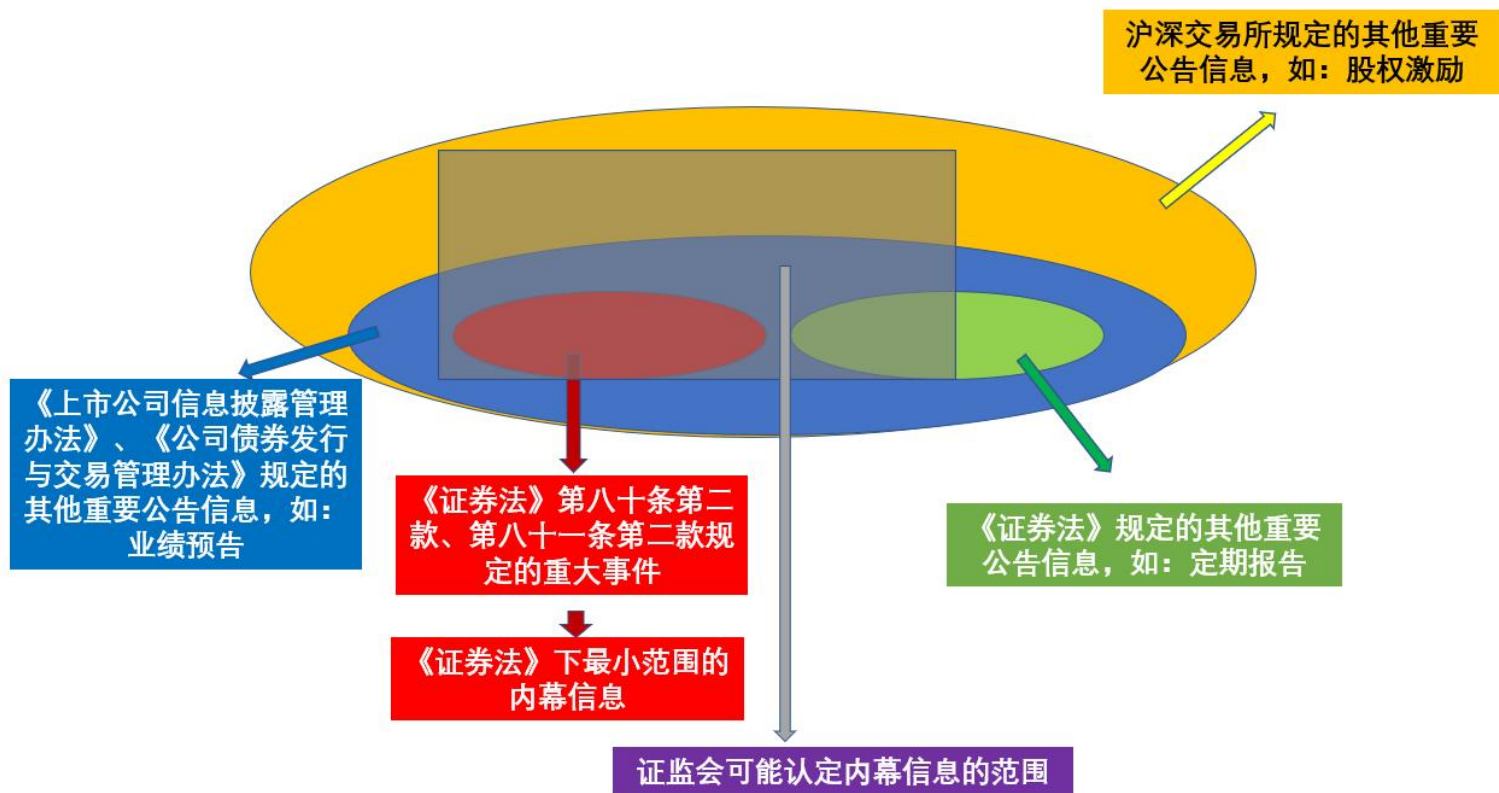 沪深交易所规定的其他重要
公告信息，如：股权激励
《上市公司信息披露管理
办法》、《公司债券发行
与交易管理办法》规定的
其他重要公告信息，如：
业绩预告
《证券法》第八十条第二
款、第八十一条第二款规
定的重大事件
《证券法》规定的其他重要
公告信息，如：定期报告
《证券法》下最小范围的
内幕信息
证监会可能认定内幕信息的范围